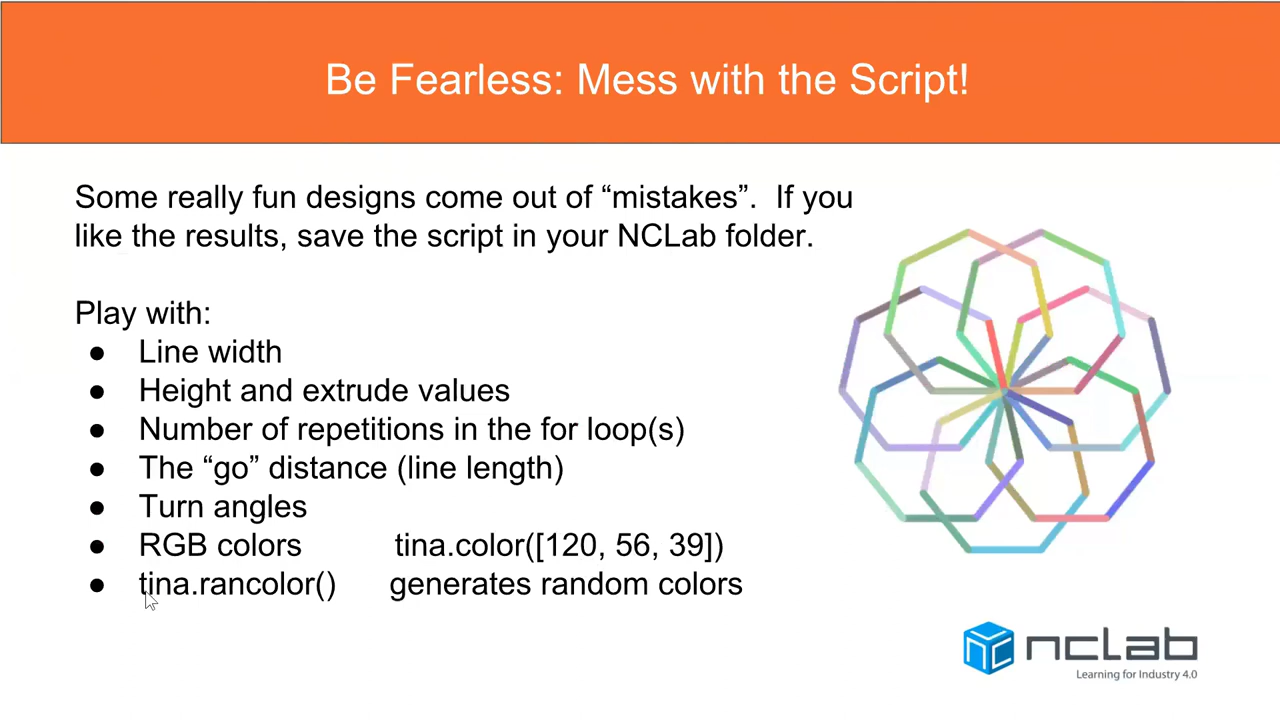 Be Fearless: Mess with the Script!
Some really fun designs come out of “mistakes”.  If you
like the results, save the script in your NCLab folder.
Play with:
● Line width
● Height and extrude values
● Number of repetitions in the for loop(s)
● The “go” distance (line length)
● Turn angles
● RGB colors tina.color([120, 56, 39])
● tina.rancolor() generates random colors
nclab
Learning for Industry 4.0